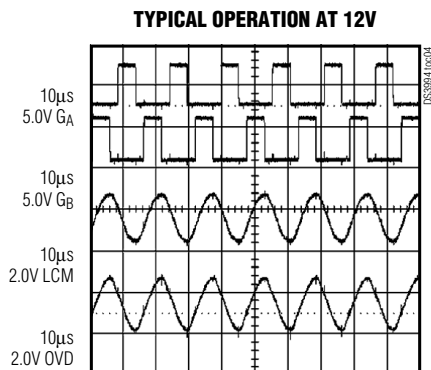 TYPICAL OPERATION AT 12V
DS3994 toc04
10µs
5.0V GA
10µs
5.0V GB
10µs
2.0V LCM
10µs
2.0V OVD